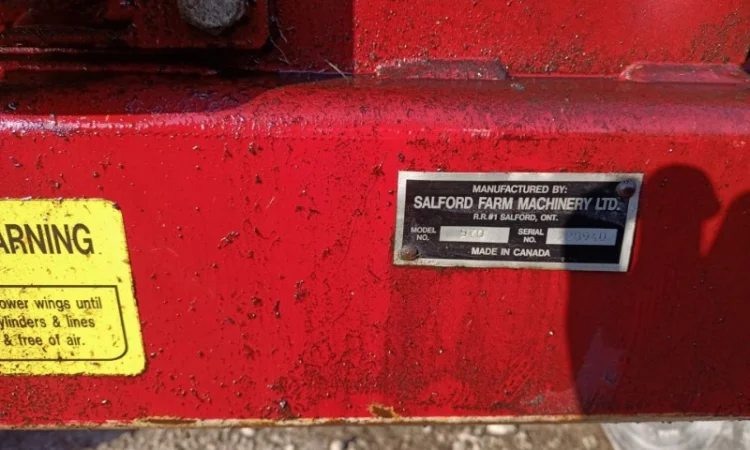 ARNING
ower wings until
ylinders & lines
& free of air.
MANUFACTURED BY:
SALFORD FARM MACHINERY LTD.
R.R.#1 SALFORD, ONT.
MODEL NO. 570
SERIAL NO.
MADE IN CANADA